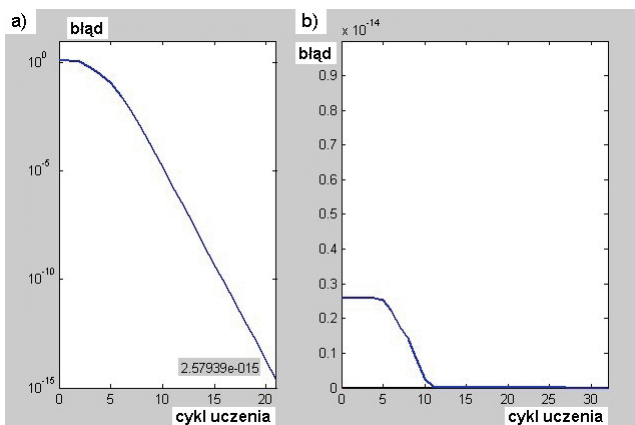 a)
błąd
10^0
10^-5
10^-10
10^-15
2.57939e-015
0 5 10 15 20
cykl uczenia
b)
x 10^-14
błąd
0.9
0.8
0.7
0.6
0.5
0.4
0.3
0.2
0.1
0
0 5 10 15 20 25 30
cykl uczenia